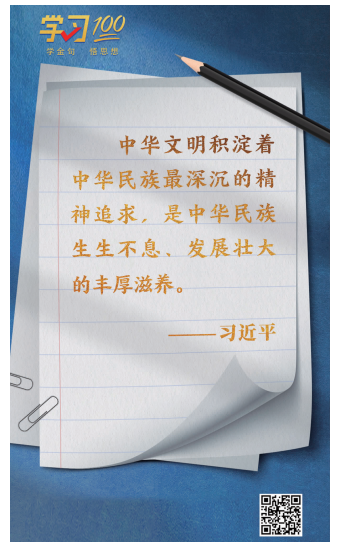 学习100
学金句 悟思想
中华文明积淀着
中华民族最深沉的精
神追求，是中华民族
生生不息、发展壮大
的丰厚滋养。
——习近平